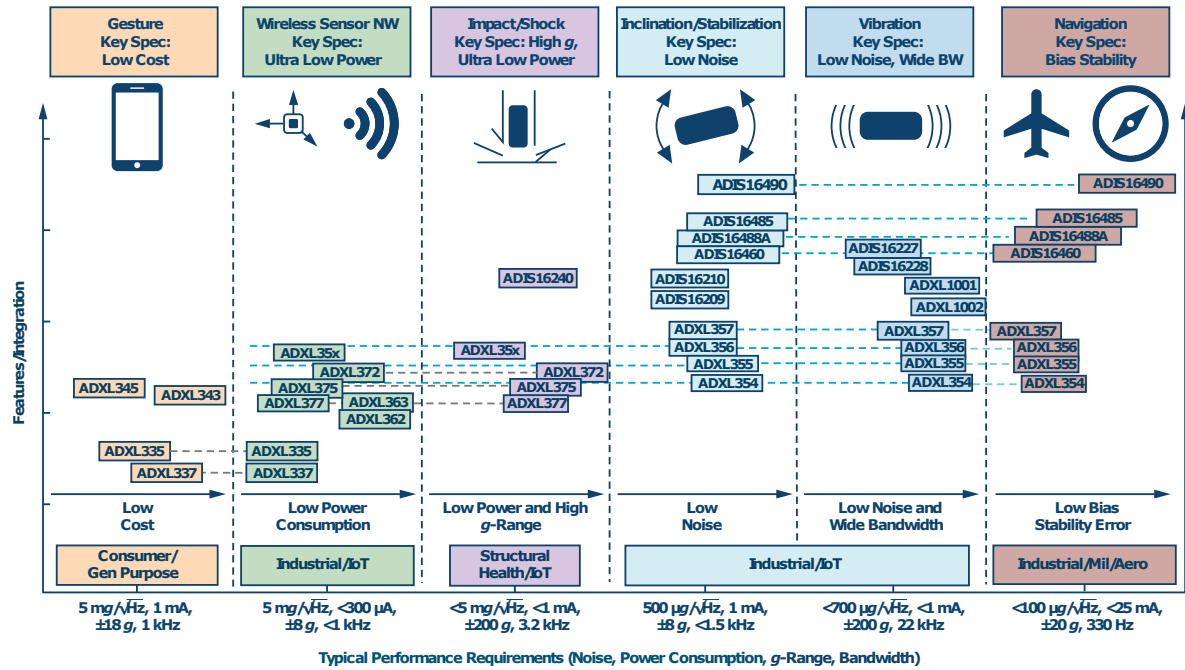 Gesture
Key Spec:
Low Cost
Wireless Sensor NW
Key Spec:
Ultra Low Power
Impact/Shock
Key Spec: High g,
Ultra Low Power
Inclination/Stabilization
Key Spec:
Low Noise
Vibration
Key Spec:
Low Noise, Wide BW
Navigation
Key Spec:
Bias Stability
Features/Integration
ADIS16490
ADIS16490
ADIS16485
ADIS16485
ADIS16488A
ADIS16488A
ADIS16460
ADIS16227
ADIS16460
ADIS16228
ADIS16240
ADIS16210
ADXL1001
ADIS16209
ADXL1002
ADXL357
ADXL357
ADXL357
ADXL35x
ADXL35x
ADXL356
ADXL356
ADXL356
ADXL372
ADXL372
ADXL355
ADXL355
ADXL355
ADXL345
ADXL343
ADXL375
ADXL375
ADXL354
ADXL354
ADXL354
ADXL377
ADXL363
ADXL377
ADXL362
ADXL335
ADXL335
ADXL337
ADXL337
Low
Cost
Low Power
Consumption
Low Power and High
g-Range
Low
Noise
Low Noise and
Wide Bandwidth
Low Bias
Stability Error
Consumer/
Gen Purpose
Industrial/IoT
Structural
Health/IoT
Industrial/IoT
Industrial/Mil/Aero
5 mg/√Hz, 1 mA,
±18 g, 1 kHz
5 mg/√Hz, <300 µA,
±8 g, <1 kHz
<5 mg/√Hz, <1 mA,
±200 g, 3.2 kHz
500 µg/√Hz, 1 mA,
±8 g, <1.5 kHz
<700 µg/√Hz, <1 mA,
±200 g, 22 kHz
<100 µg/√Hz, <25 mA,
±20 g, 330 Hz
Typical Performance Requirements (Noise, Power Consumption, g-Range, Bandwidth)